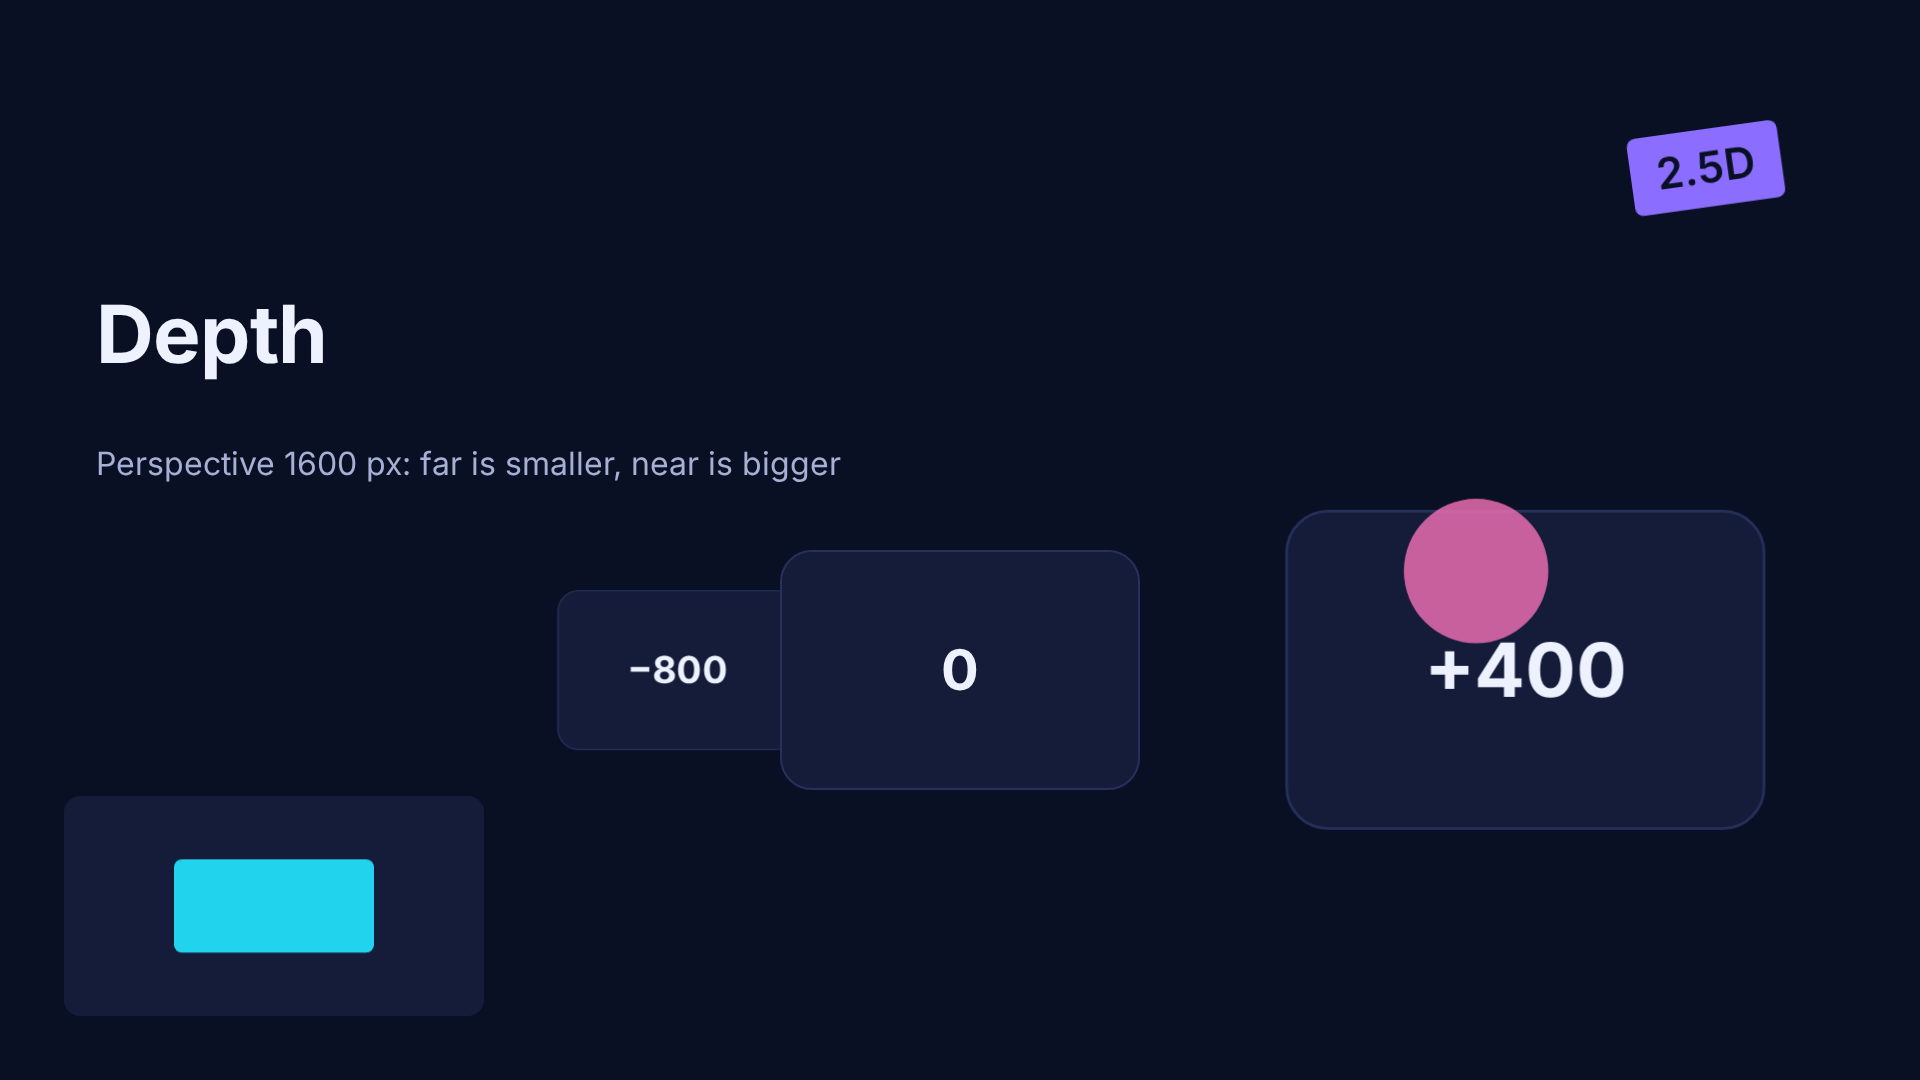 2.5D
Depth
Perspective 1600 px: far is smaller, near is bigger
−800
0
+400